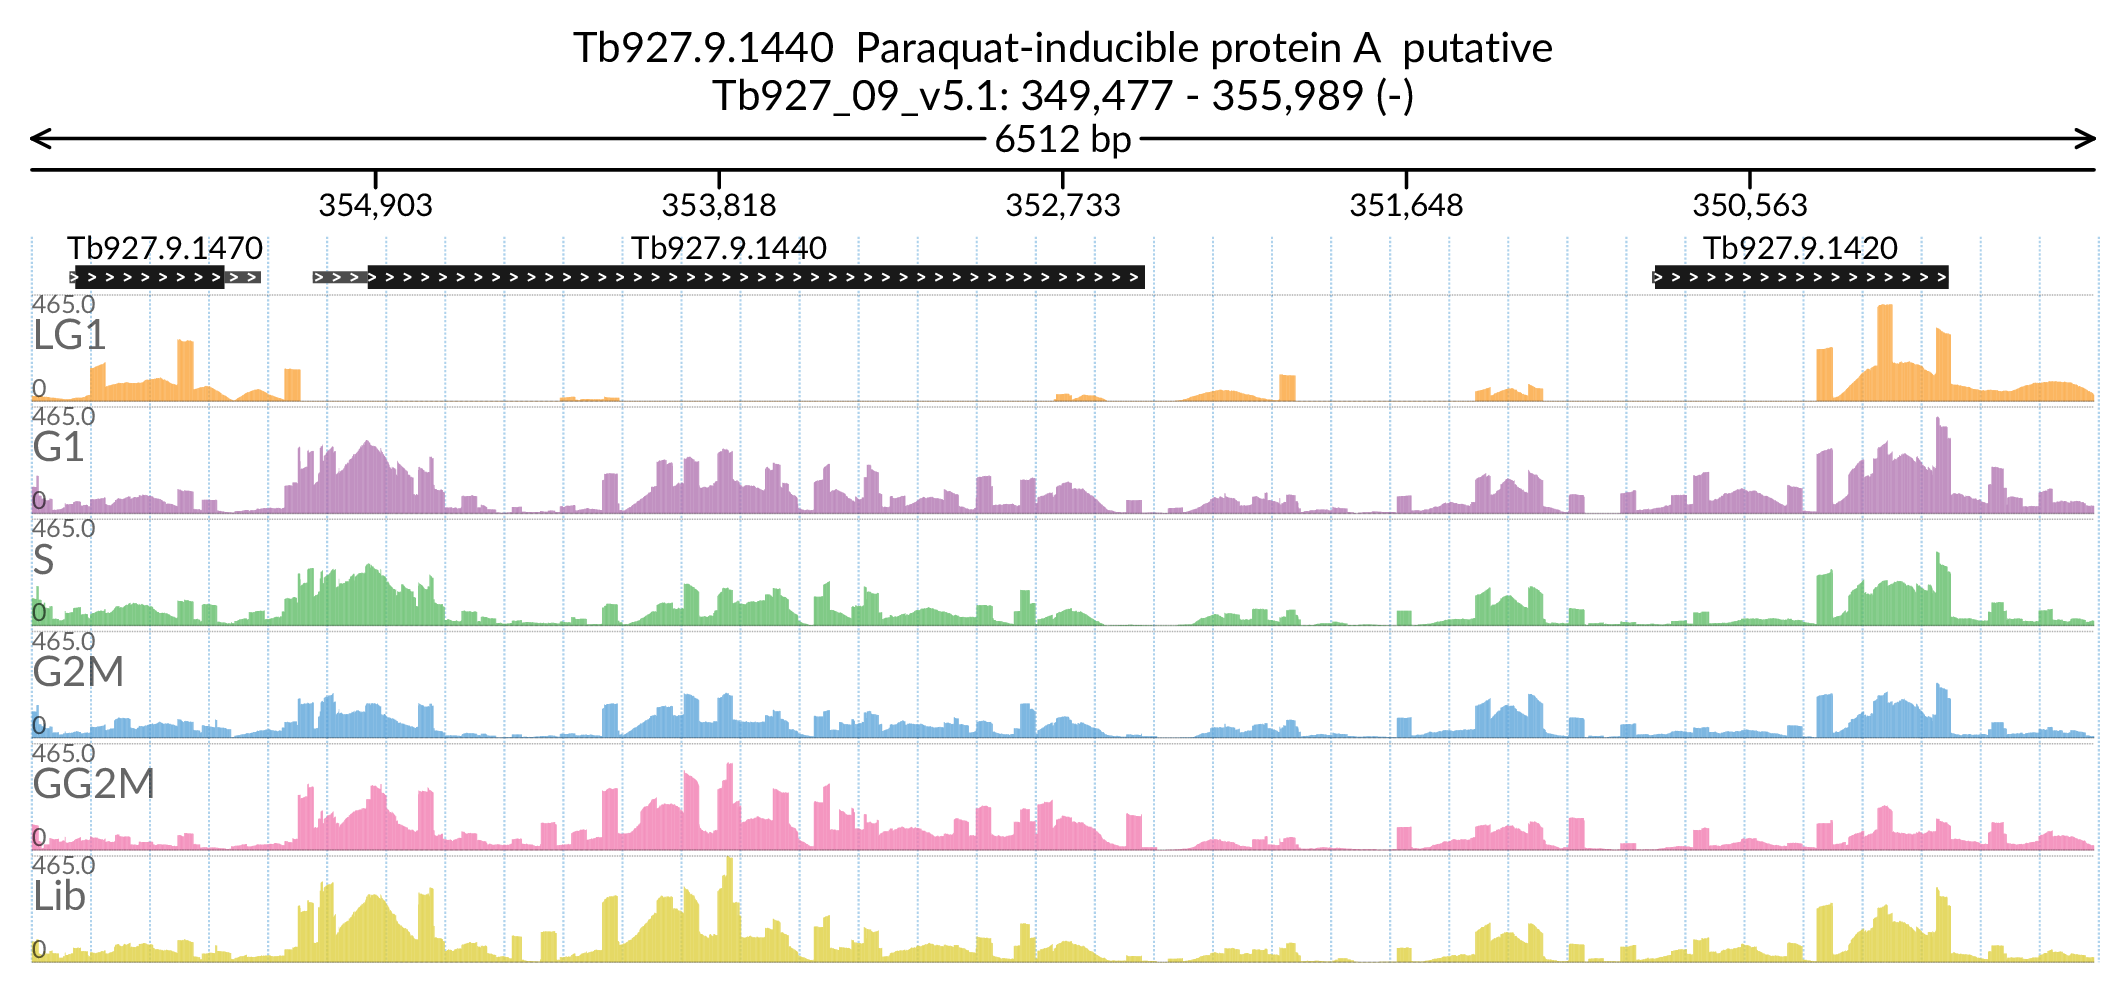 Tb927.9.1440 Paraquat-inducible protein A putative
Tb927_09_v5.1: 349,477 - 355,989 (-)
6512 bp
354,903 353,818 352,733 351,648 350,563
Tb927.9.1470 Tb927.9.1440 Tb927.9.1420
465.0
LG1
0
465.0
G1
0
465.0
S
0
465.0
G2M
0
465.0
GG2M
0
465.0
Lib
0